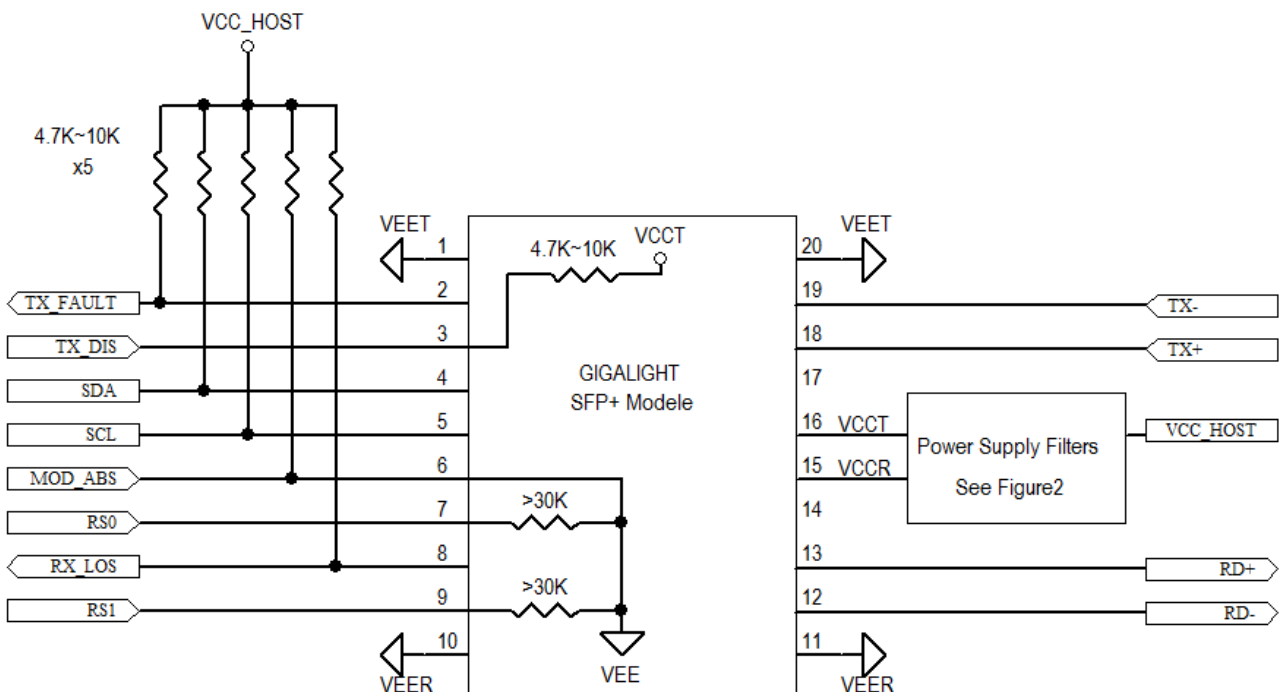 VCC_HOST
4.7K~10K
x5
VEET
1
4.7K~10K
VCCT
20
VEET
TX_FAULT
2
19
TX-
TX_DIS
3
18
TX+
SDA
4
GIGALIGHT
SFP+ Modele
17
SCL
5
16
VCCT
Power Supply Filters
See Figure2
VCC_HOST
MOD_ABS
6
15
VCCR
RS0
7
>30K
14
RX_LOS
8
13
RD+
RS1
9
>30K
12
RD-
10
VEER
VEE
11
VEER